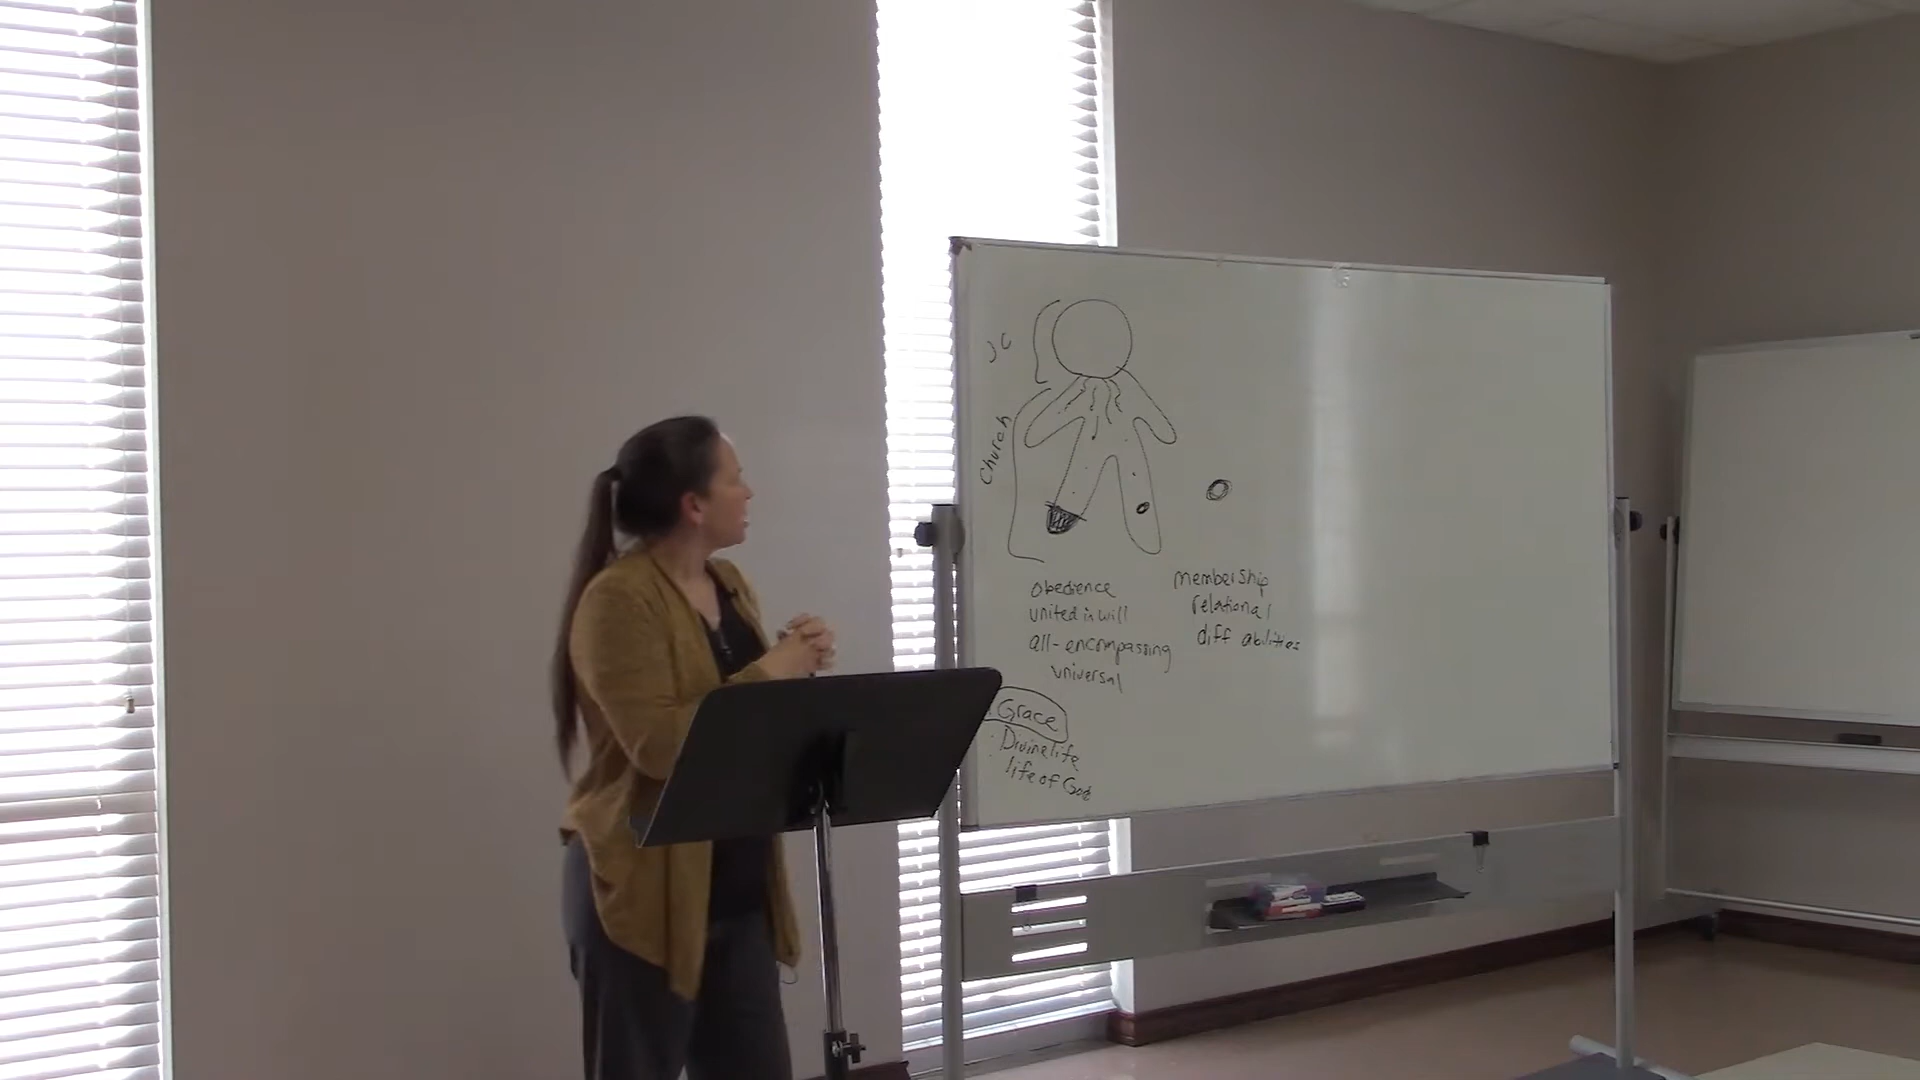 JC
Church
obedience
united in will
all-encompassing
universal
membership
relational
diff abilities
Grace
Divine life
life of God